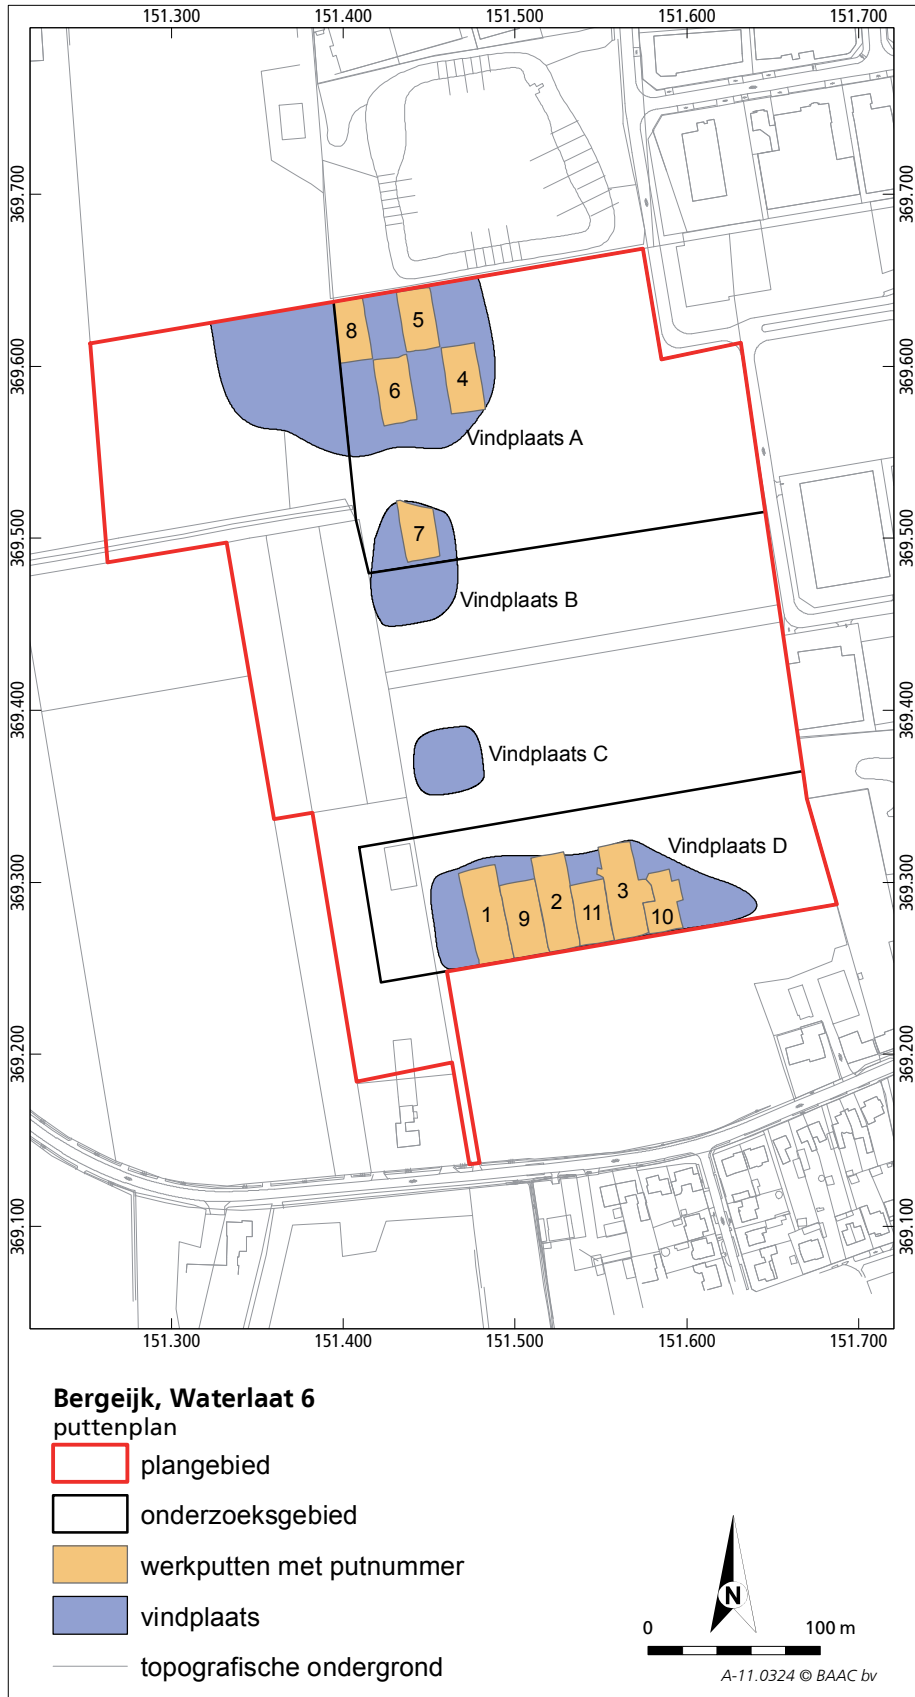 151.300 151.400 151.500 151.600 151.700
369.700 369.700
8 5
369.600 369.600
6 4
Vindplaats A
369.500 7 369.500
Vindplaats B
369.400 369.400
Vindplaats C
Vindplaats D
369.300 369.300
1 9 2 11 3 10
369.200 369.200
369.100 369.100
151.300 151.400 151.500 151.600 151.700
Bergeijk, Waterlaat 6
puttenplan
plangebied
onderzoeksgebied
werkputten met putnummer
vindplaats
topografische ondergrond
N
0 100 m
A-11.0324 © BAAC bv